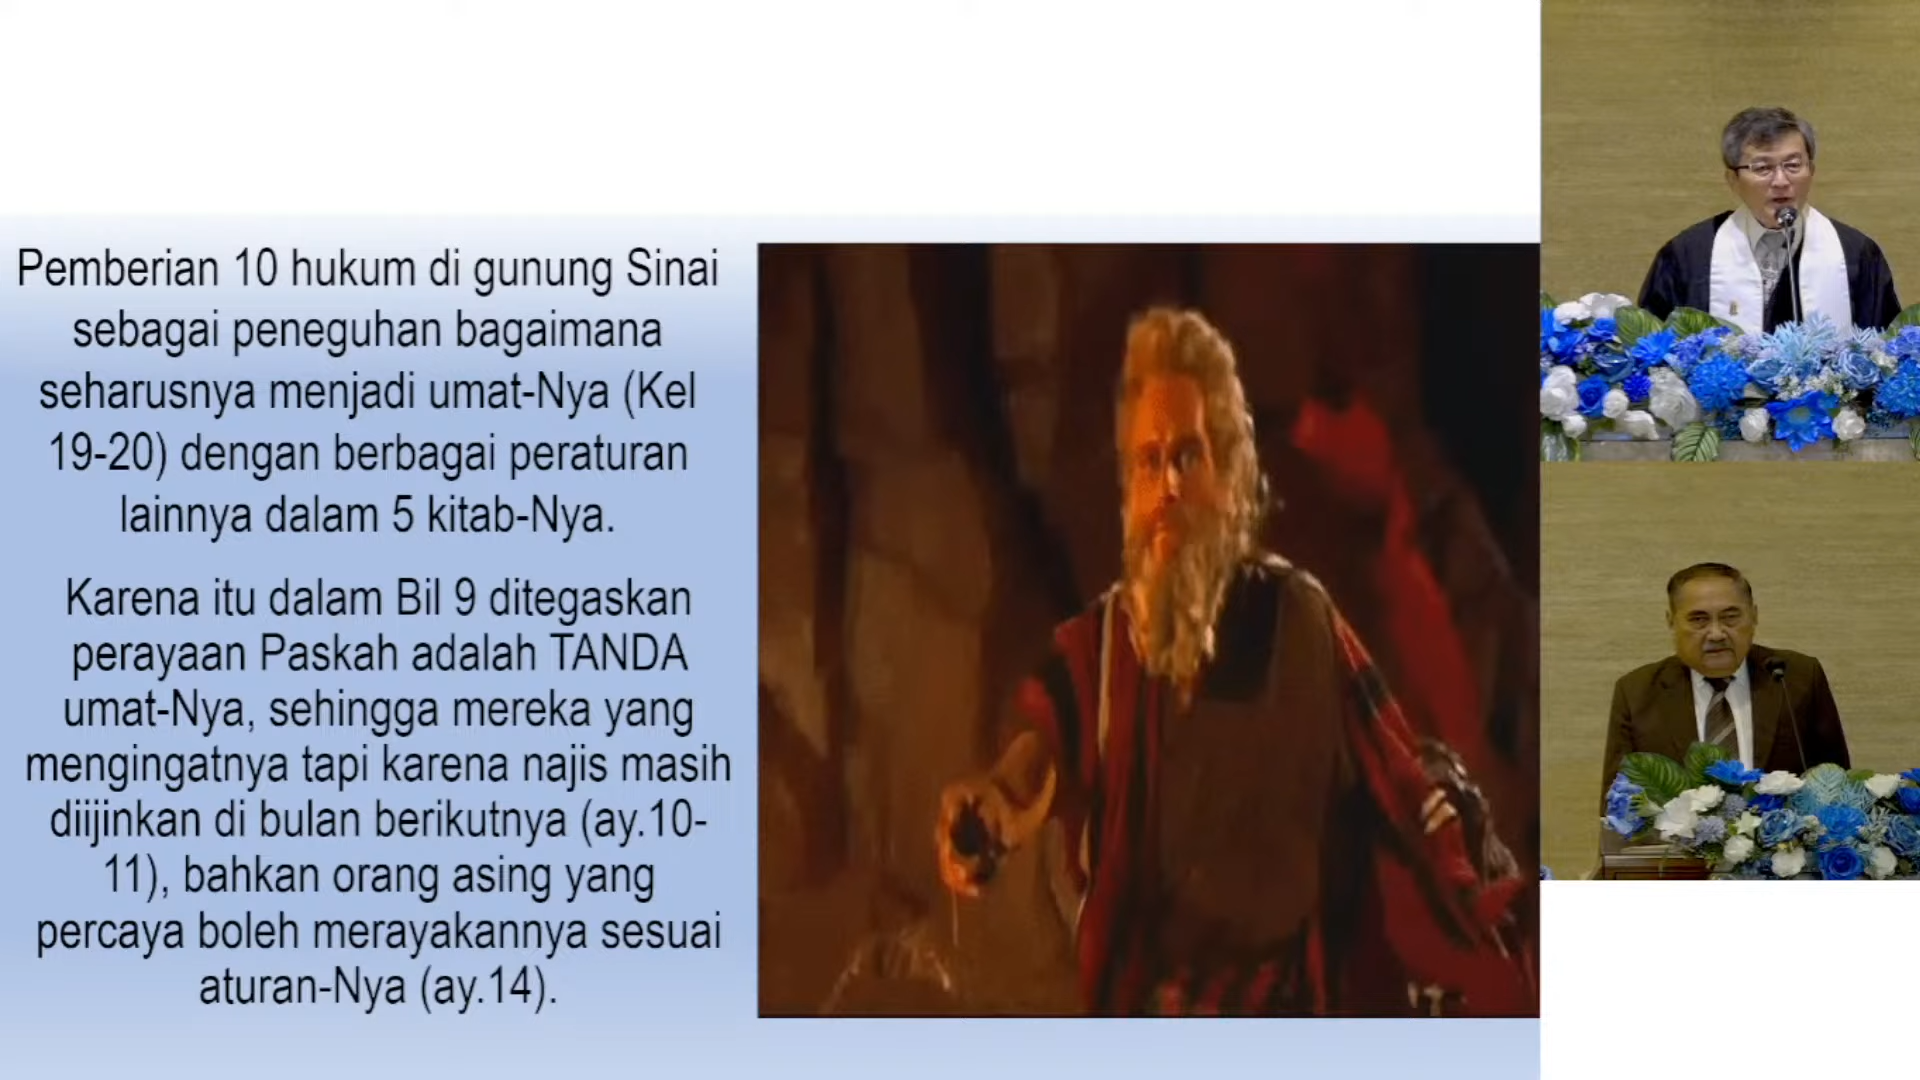 Pemberian 10 hukum di gunung Sinai
sebagai peneguhan bagaimana
seharusnya menjadi umat-Nya (Kel
19-20) dengan berbagai peraturan
lainnya dalam 5 kitab-Nya.
Karena itu dalam Bil 9 ditegaskan
perayaan Paskah adalah TANDA
umat-Nya, sehingga mereka yang
mengingatnya tapi karena najis masih
diijinkan di bulan berikutnya (ay.10-
11), bahkan orang asing yang
percaya boleh merayakannya sesuai
aturan-Nya (ay.14).